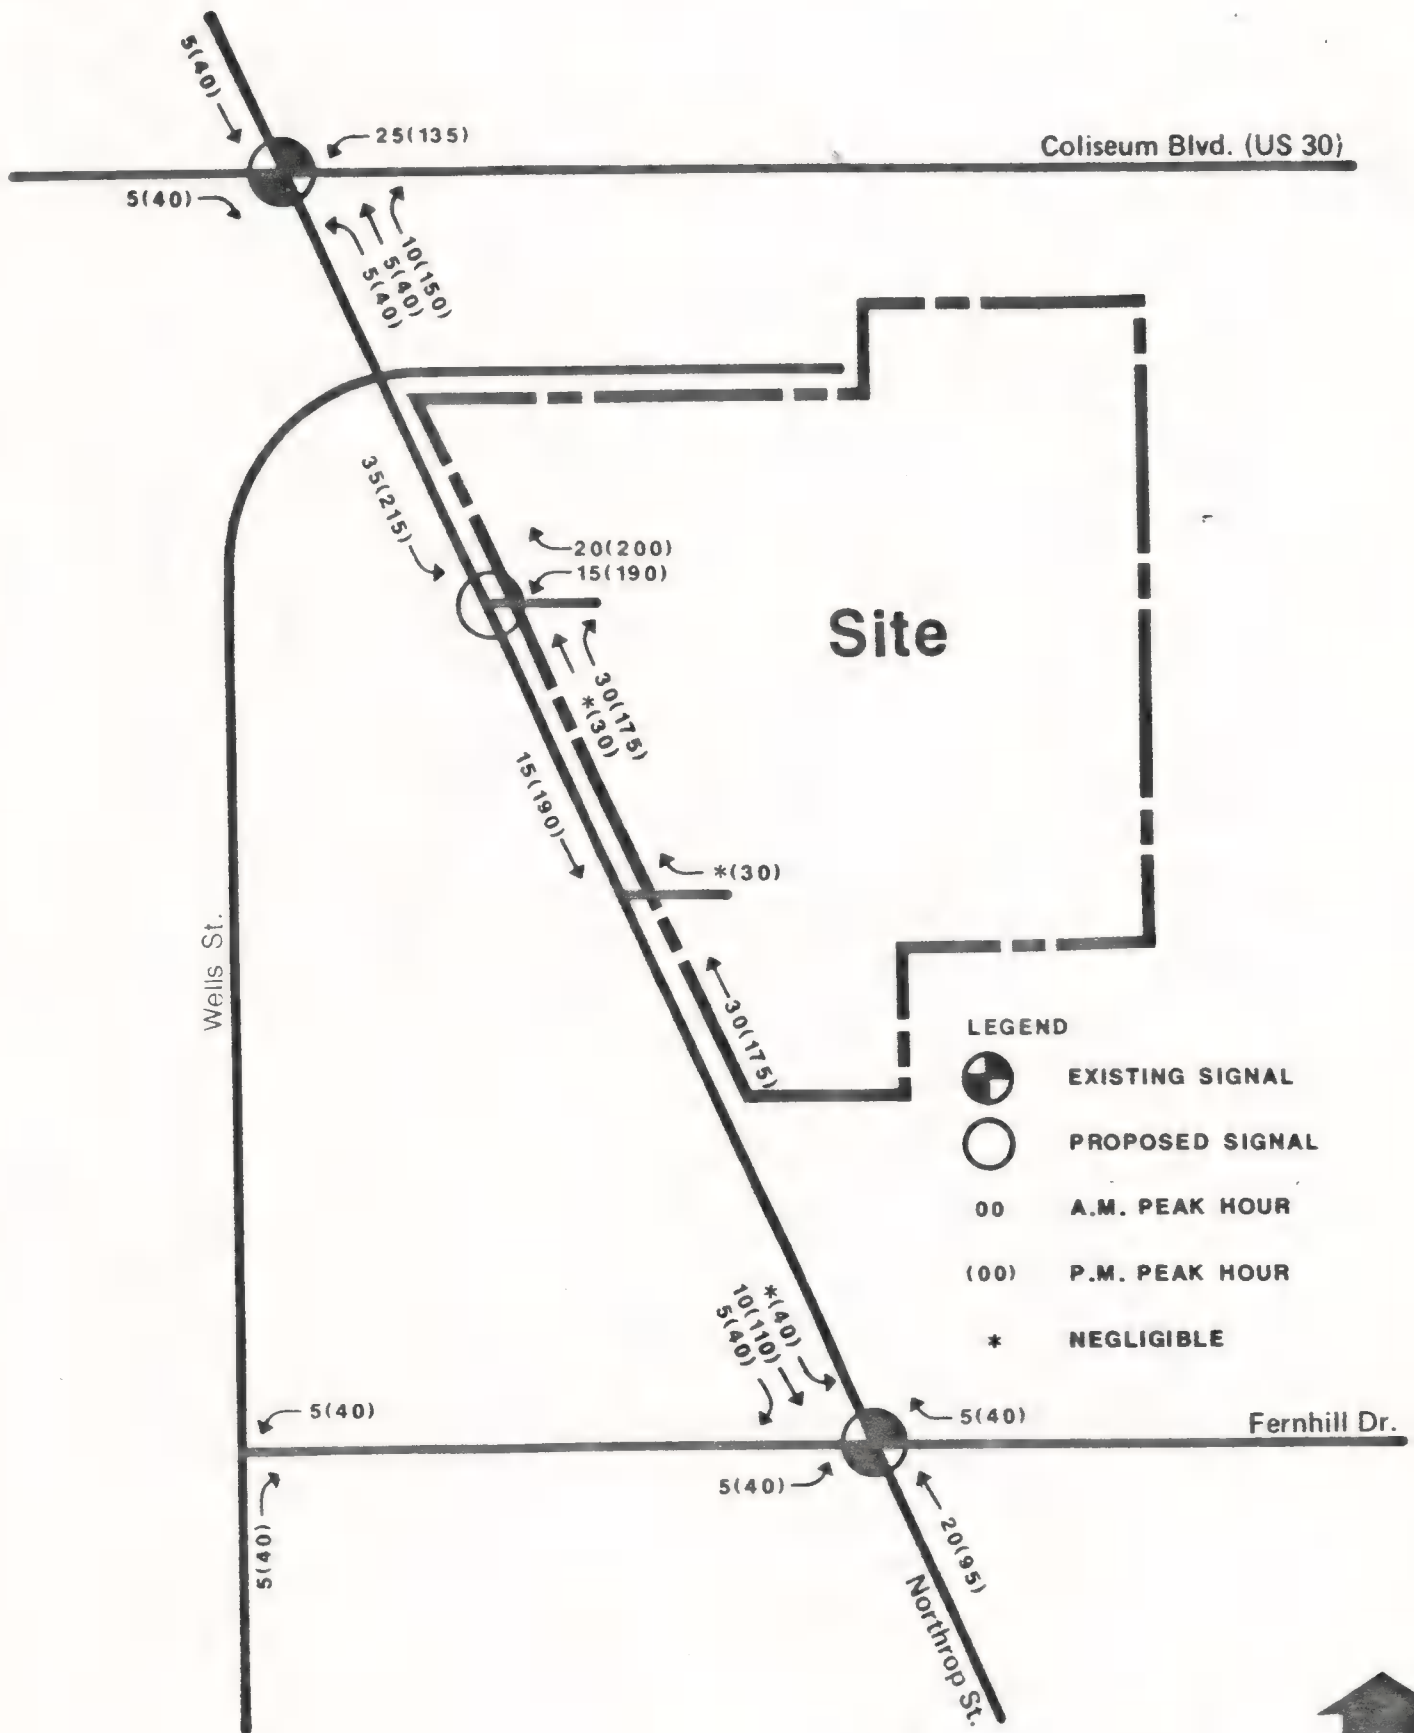 5(40)
25(135)
Coliseum Blvd. (US 30)
5(40)
10(150)
5(40)
5(40)
35(215)
20(200)
15(190)
Site
30(175)
*(30)
15(190)
*(30)
Wells St.
30(175)
LEGEND
EXISTING SIGNAL
PROPOSED SIGNAL
00 A.M. PEAK HOUR
(00) P.M. PEAK HOUR
* NEGLIGIBLE
*(40)
10(110)
5(40)
5(40)
5(40)
Fernhill Dr.
5(40)
5(40)
20(95)
Northrop St.